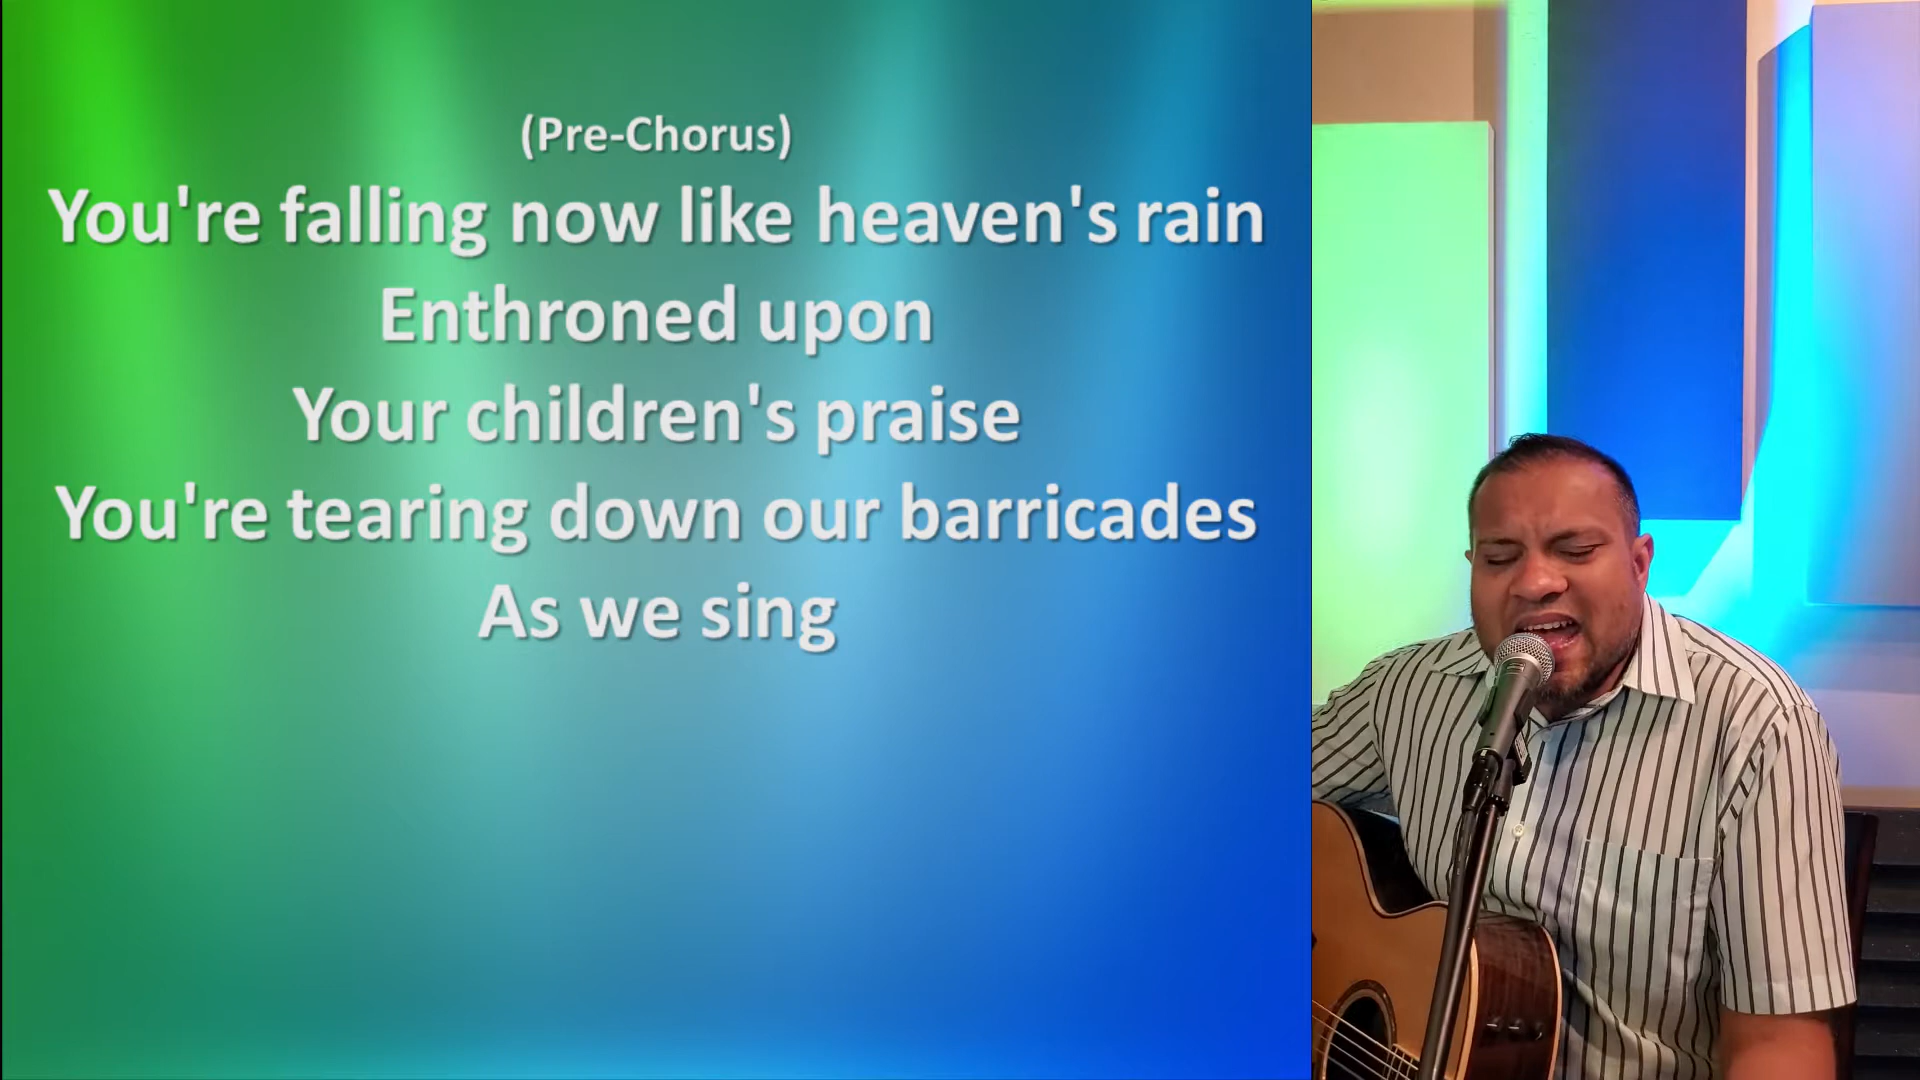 (Pre-Chorus)
You're falling now like heaven's rain
Enthroned upon
Your children's praise
You're tearing down our barricades
As we sing